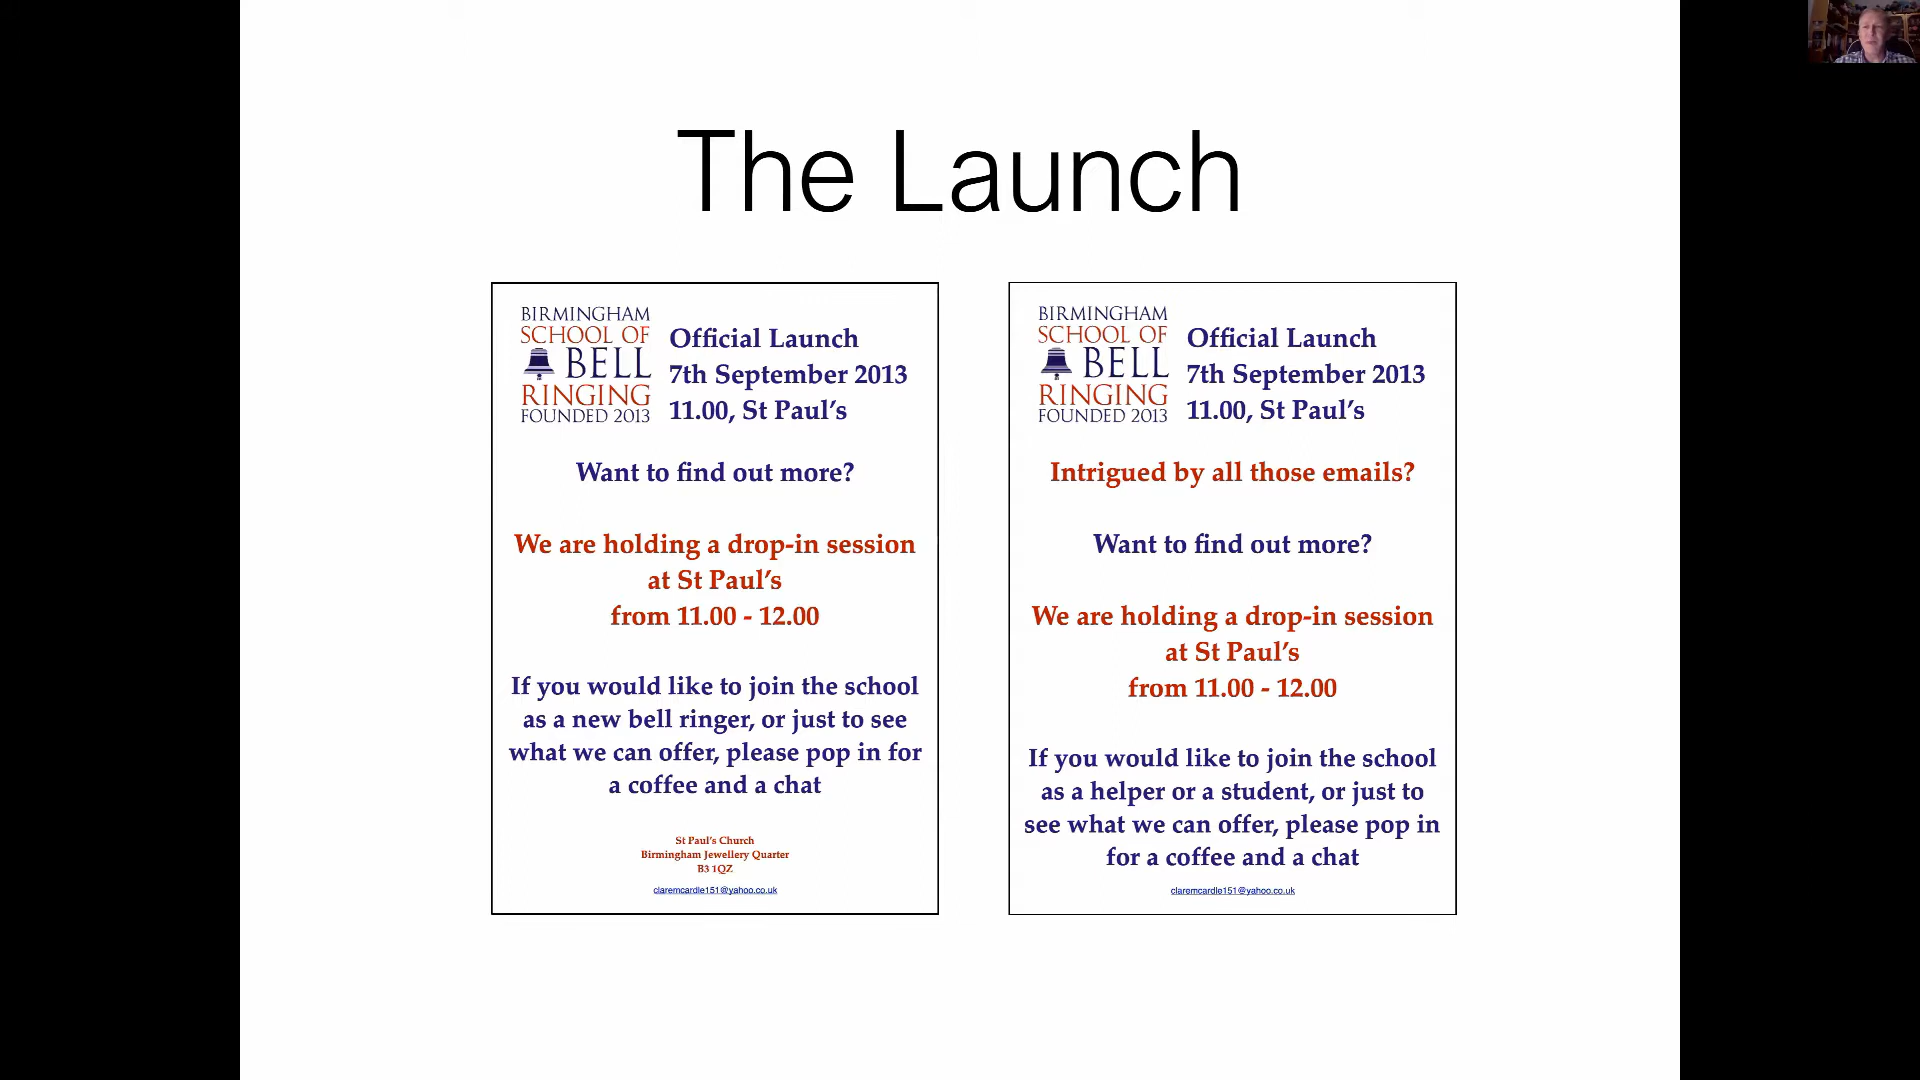 The Launch
BIRMINGHAM
SCHOOL OF
BELL
RINGING
FOUNDED 2013
Official Launch
7th September 2013
11.00, St Paul’s
Want to find out more?
We are holding a drop-in session
at St Paul’s
from 11.00 - 12.00
If you would like to join the school
as a new bell ringer, or just to see
what we can offer, please pop in for
a coffee and a chat
St Paul’s Church
Birmingham Jewellery Quarter
B3 1QZ
claremcardle151@yahoo.co.uk
BIRMINGHAM
SCHOOL OF
BELL
RINGING
FOUNDED 2013
Official Launch
7th September 2013
11.00, St Paul’s
Intrigued by all those emails?
Want to find out more?
We are holding a drop-in session
at St Paul’s
from 11.00 - 12.00
If you would like to join the school
as a helper or a student, or just to
see what we can offer, please pop in
for a coffee and a chat
claremcardle151@yahoo.co.uk